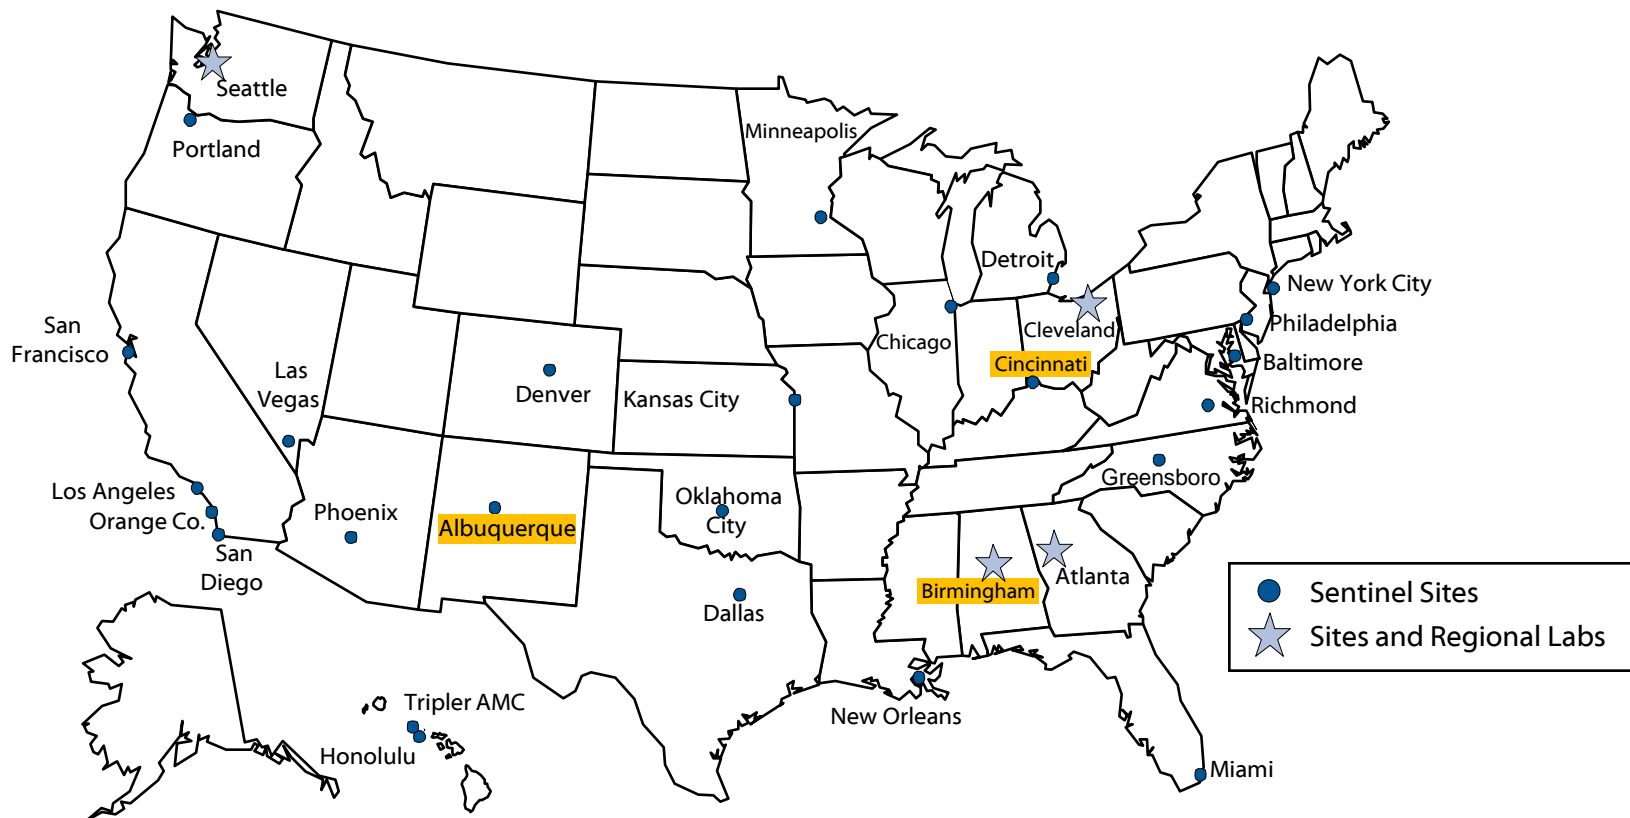 Seattle
Portland
Minneapolis
Detroit
Cleveland
New York City
Philadelphia
Baltimore
Richmond
Chicago
Cincinnati
San
Francisco
Las
Vegas
Denver
Kansas City
Los Angeles
Orange Co.
San
Diego
Phoenix
Albuquerque
Oklahoma
City
Dallas
Greensboro
Atlanta
Birmingham
New Orleans
Miami
Tripler AMC
Honolulu
Sentinel Sites
Sites and Regional Labs